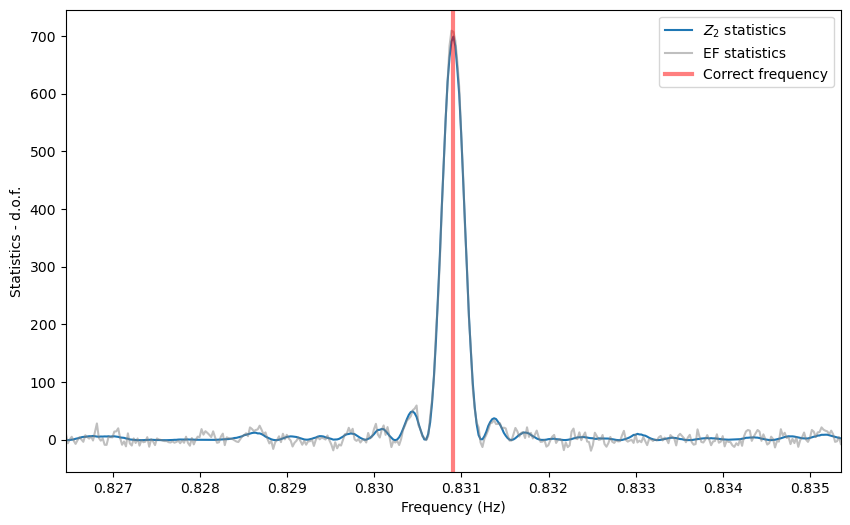 Z₂ statistics
EF statistics
Correct frequency
700
600
500
400
300
200
100
0
Statistics - d.o.f.
0.827 0.828 0.829 0.830 0.831 0.832 0.833 0.834 0.835
Frequency (Hz)